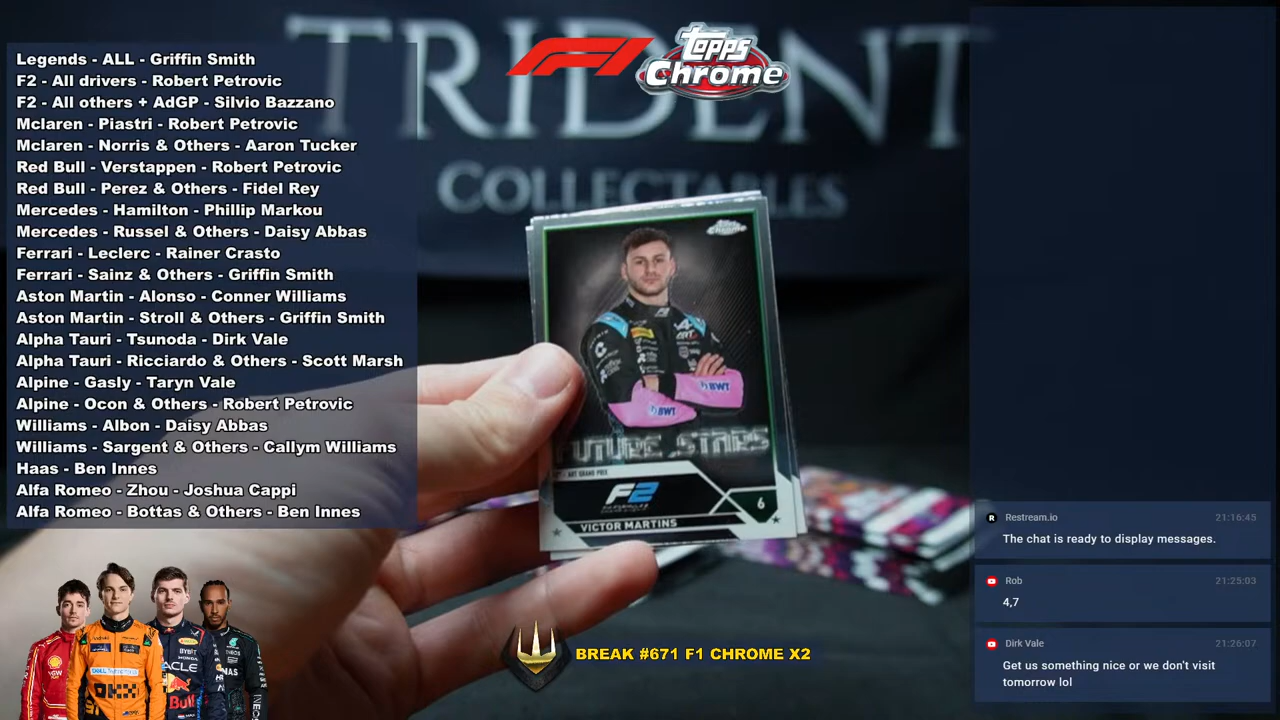 TRIDENT
COLLECTABLES
F1
Topps
Chrome
Legends - ALL - Griffin Smith
F2 - All drivers - Robert Petrovic
F2 - All others + AdGP - Silvio Bazzano
Mclaren - Piastri - Robert Petrovic
Mclaren - Norris & Others - Aaron Tucker
Red Bull - Verstappen - Robert Petrovic
Red Bull - Perez & Others - Fidel Rey
Mercedes - Hamilton - Phillip Markou
Mercedes - Russel & Others - Daisy Abbas
Ferrari - Leclerc - Rainer Crasto
Ferrari - Sainz & Others - Griffin Smith
Aston Martin - Alonso - Conner Williams
Aston Martin - Stroll & Others - Griffin Smith
Alpha Tauri - Tsunoda - Dirk Vale
Alpha Tauri - Ricciardo & Others - Scott Marsh
Alpine - Gasly - Taryn Vale
Alpine - Ocon & Others - Robert Petrovic
Williams - Albon - Daisy Abbas
Williams - Sargent & Others - Callym Williams
Haas - Ben Innes
Alfa Romeo - Zhou - Joshua Cappi
Alfa Romeo - Bottas & Others - Ben Innes
Topps
Chrome
BWT
BWT
FUTURE STARS
ART GRAND PRIX
F2
6
VICTOR MARTINS
BREAK #671 F1 CHROME X2
Restream.io 21:16:45
The chat is ready to display messages.
Rob 21:25:03
4,7
Dirk Vale 21:26:07
Get us something nice or we don't visit
tomorrow lol